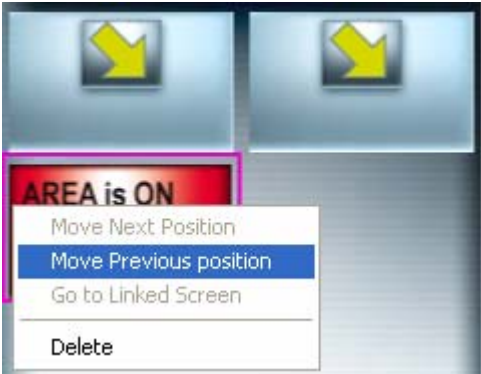 AREA is ON
Move Next Position
Move Previous position
Go to Linked Screen
Delete